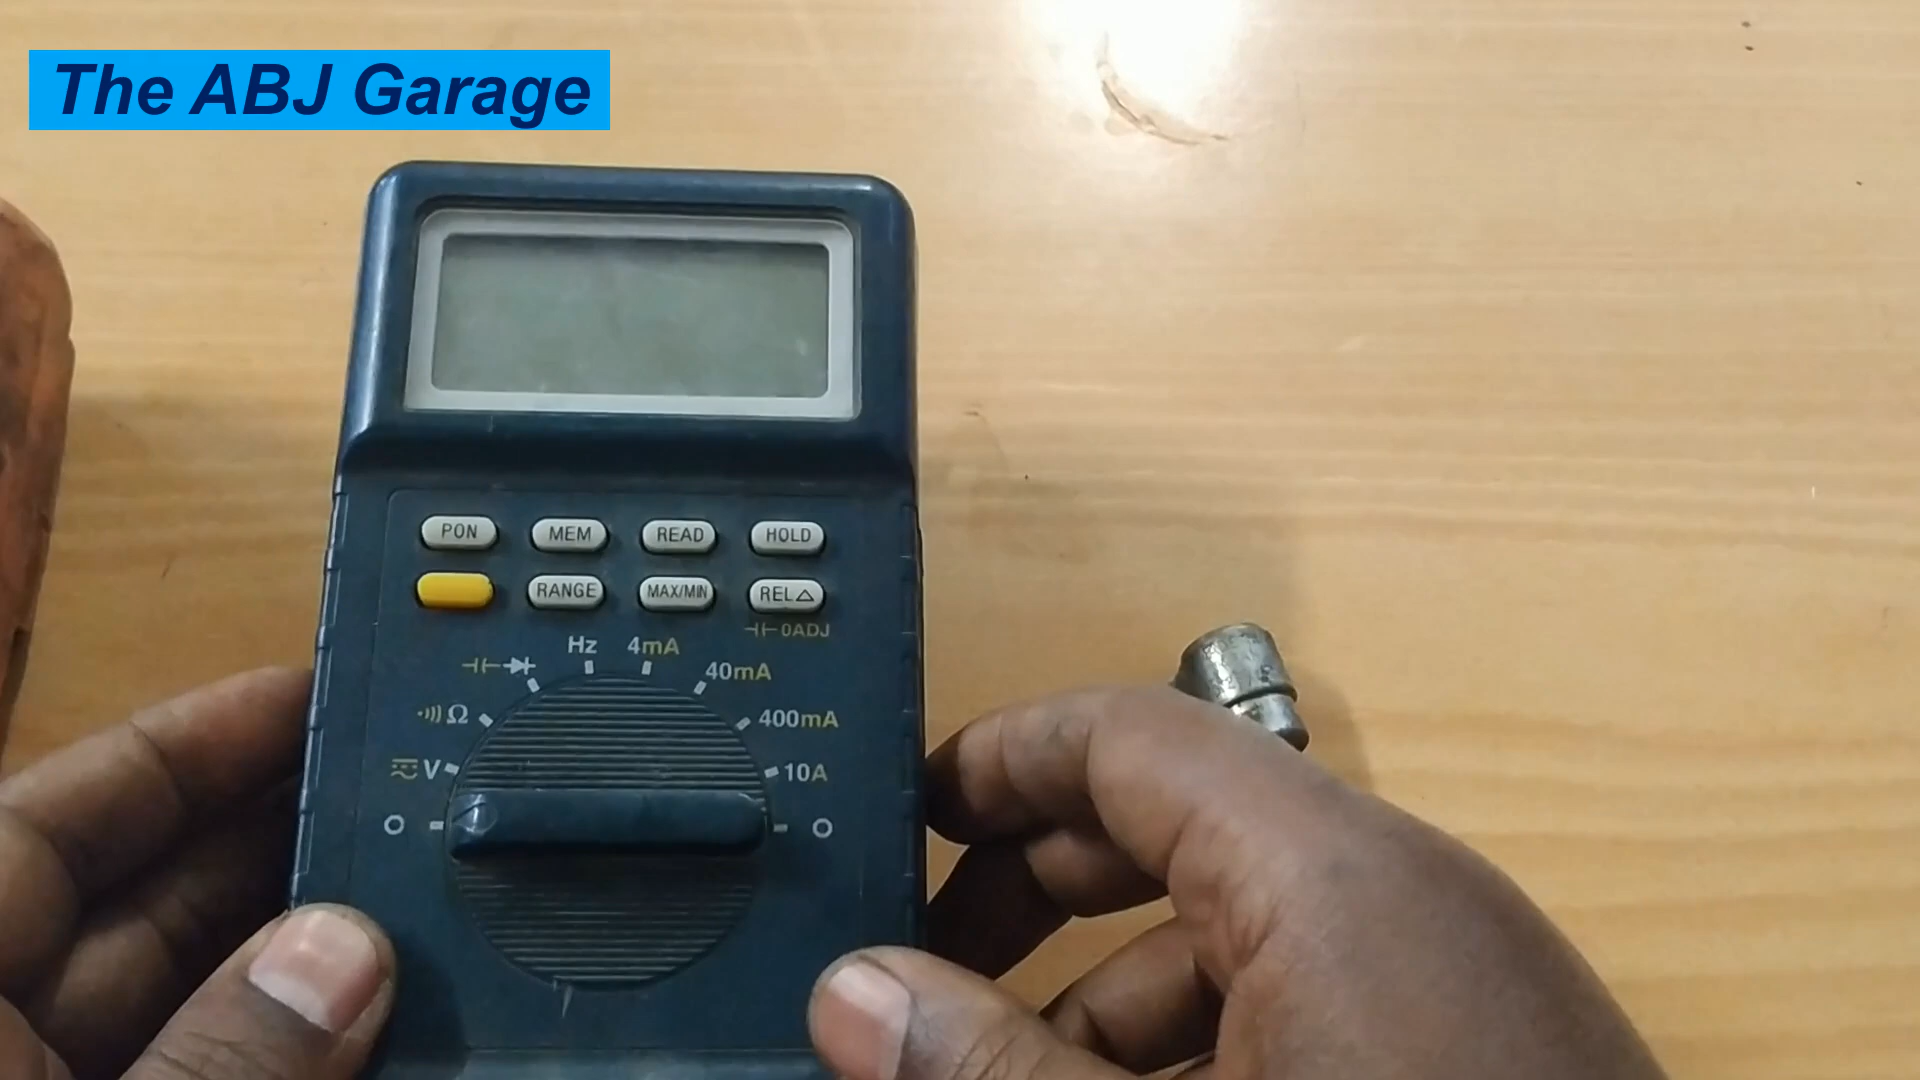 The ABJ Garage
PON MEM READ HOLD
RANGE MAX/MIN REL△
0ADJ
Hz 4mA
40mA
Ω 400mA
V 10A
O O